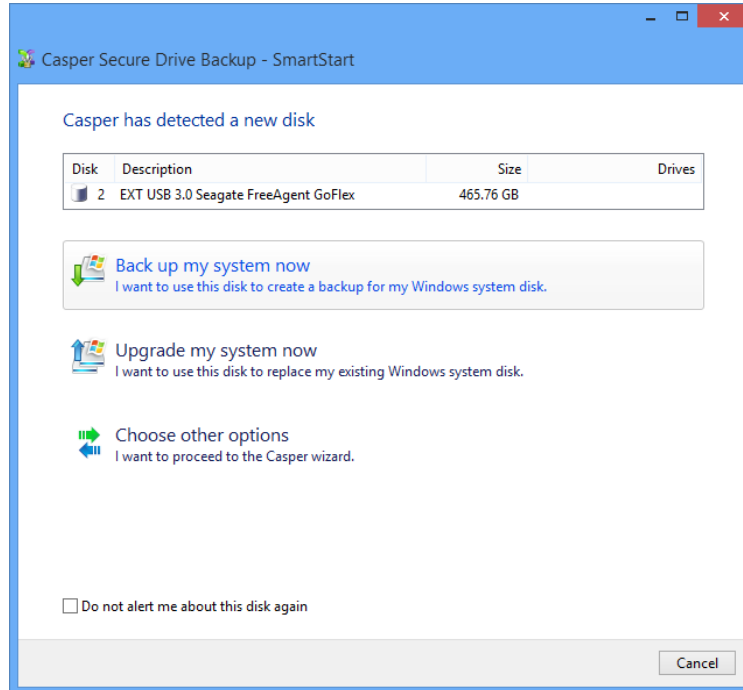 Casper Secure Drive Backup - SmartStart
Casper has detected a new disk
Disk Description Size Drives
2 EXT USB 3.0 Seagate FreeAgent GoFlex 465.76 GB
Back up my system now
I want to use this disk to create a backup for my Windows system disk.
Upgrade my system now
I want to use this disk to replace my existing Windows system disk.
Choose other options
I want to proceed to the Casper wizard.
Do not alert me about this disk again
Cancel